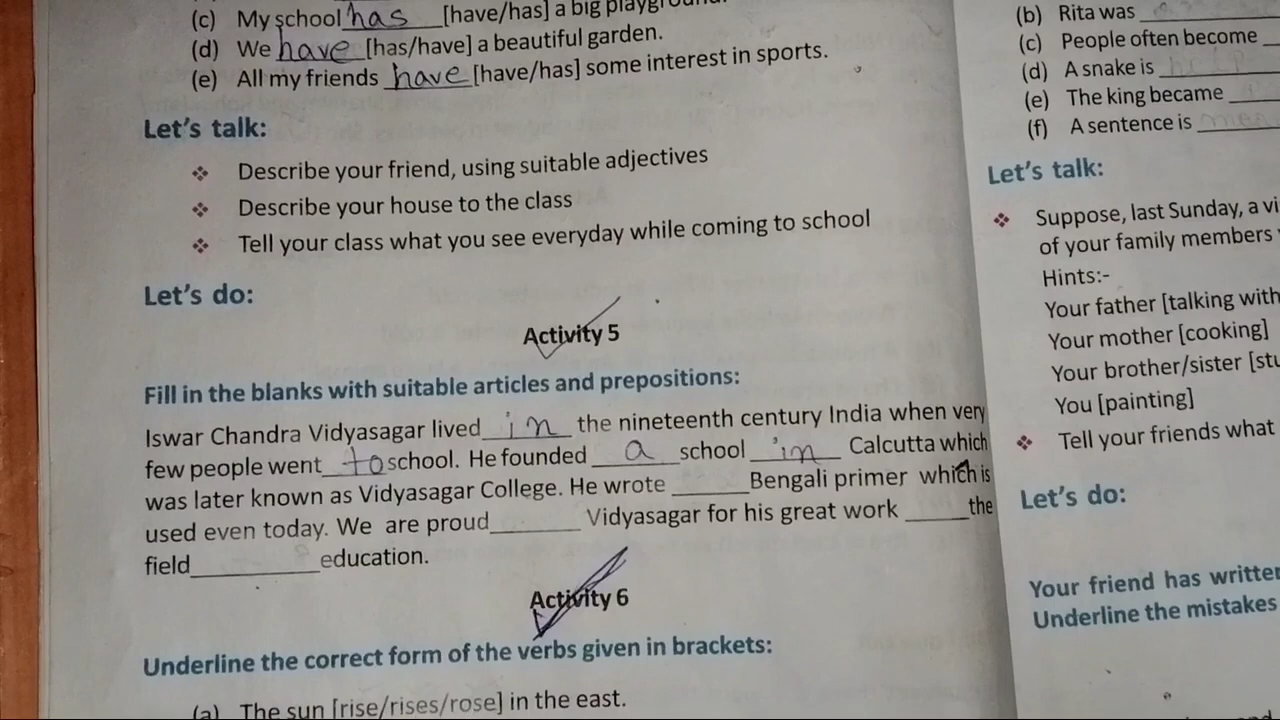 (c) My school has [have/has] a big playground.
(d) We have [has/have] a beautiful garden.
(e) All my friends have [have/has] some interest in sports.
Let's talk:
❖ Describe your friend, using suitable adjectives
❖ Describe your house to the class
❖ Tell your class what you see everyday while coming to school
Let's do:
Activity 5
Fill in the blanks with suitable articles and prepositions:
Iswar Chandra Vidyasagar lived in the nineteenth century India when very
few people went to school. He founded a school in Calcutta which
was later known as Vidyasagar College. He wrote ______ Bengali primer which is
used even today. We are proud ______ Vidyasagar for his great work ______ the
field ______ education.
Activity 6
Underline the correct form of the verbs given in brackets:
(a) The sun [rise/rises/rose] in the east.
(b) Rita was
(c) People often become
(d) A snake is
(e) The king became
(f) A sentence is
Let's talk:
❖ Suppose, last Sunday, a
of your family members
Hints:-
Your father [talking with
Your mother [cooking]
Your brother/sister
You [painting]
❖ Tell your friends what
Let's do:
Your friend has written
Underline the mistakes